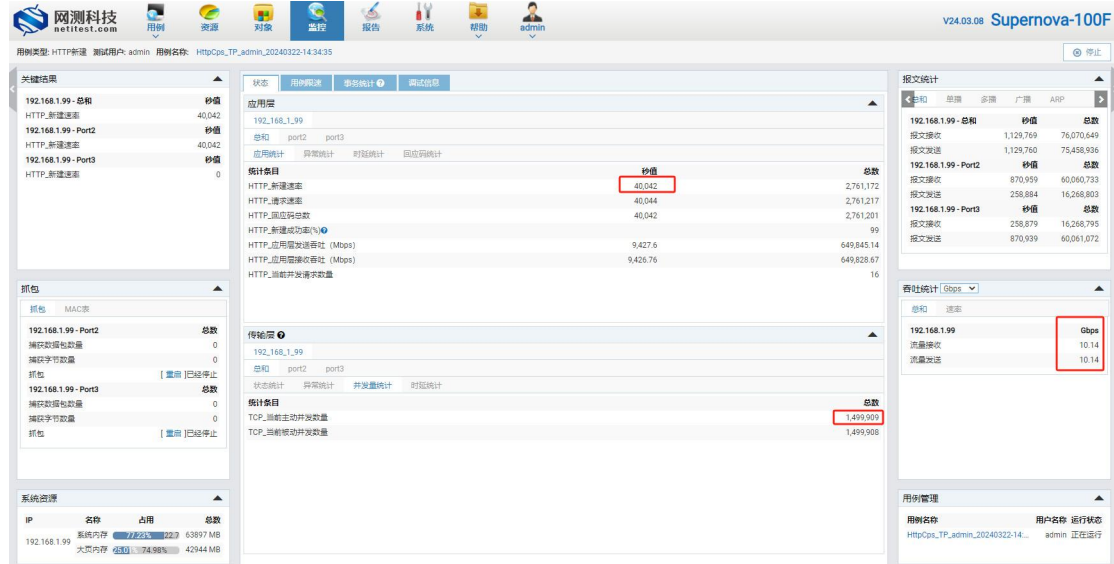 网测科技
netitest.com
用例
资源
对象
监控
报告
系统
帮助
admin
V24.03.08 Supernova-100F
用例类型: HTTP新建 测试用户: admin 用例名称: HttpCps_TP_admin_20240322-14:34:35
停止
关键结果
192.168.1.99 - 总和 秒值
HTTP_新建速率 40,042
192.168.1.99 - Port2 秒值
HTTP_新建速率 40,042
192.168.1.99 - Port3 秒值
HTTP_新建速率 0
抓包
抓包 MAC表
192.168.1.99 - Port2 总数
捕获数据包数量 0
捕获字节数量 0
抓包 [ 重启 ]已经停止
192.168.1.99 - Port3 总数
捕获数据包数量 0
捕获字节数量 0
抓包 [ 重启 ]已经停止
系统资源
IP 名称 占用 总数
192.168.1.99
系统内存 77.23% 22.7 63897 MB
大页内存 25.0 74.98% 42944 MB
状态 用例限速 事务统计 调试信息
应用层
192_168_1_99
总和 port2 port3
应用统计 异常统计 时延统计 回应码统计
统计条目 秒值 总数
HTTP_新建速率 40,042 2,761,172
HTTP_请求速率 40,044 2,761,217
HTTP_回应码总数 40,042 2,761,201
HTTP_新建成功率(%) 99
HTTP_应用层发送吞吐 (Mbps) 9,427.6 649,845.14
HTTP_应用层接收吞吐 (Mbps) 9,426.76 649,828.67
HTTP_当前并发请求数量 16
传输层
192_168_1_99
总和 port2 port3
状态统计 异常统计 并发量统计 时延统计
统计条目 总数
TCP_当前主动并发数量 1,499,909
TCP_当前被动并发数量 1,499,908
报文统计
总和 单播 多播 广播 ARP
192.168.1.99 - 总和 秒值 总数
报文接收 1,129,769 76,070,649
报文发送 1,129,760 75,458,936
192.168.1.99 - Port2 秒值 总数
报文接收 870,959 60,060,733
报文发送 258,884 16,268,803
192.168.1.99 - Port3 秒值 总数
报文接收 258,879 16,268,795
报文发送 870,939 60,061,072
吞吐统计 Gbps
总和 速率
192.168.1.99 Gbps
流量接收 10.14
流量发送 10.14
用例管理
用例名称 用户名称 运行状态
HttpCps_TP_admin_20240322-14:... admin 正在运行